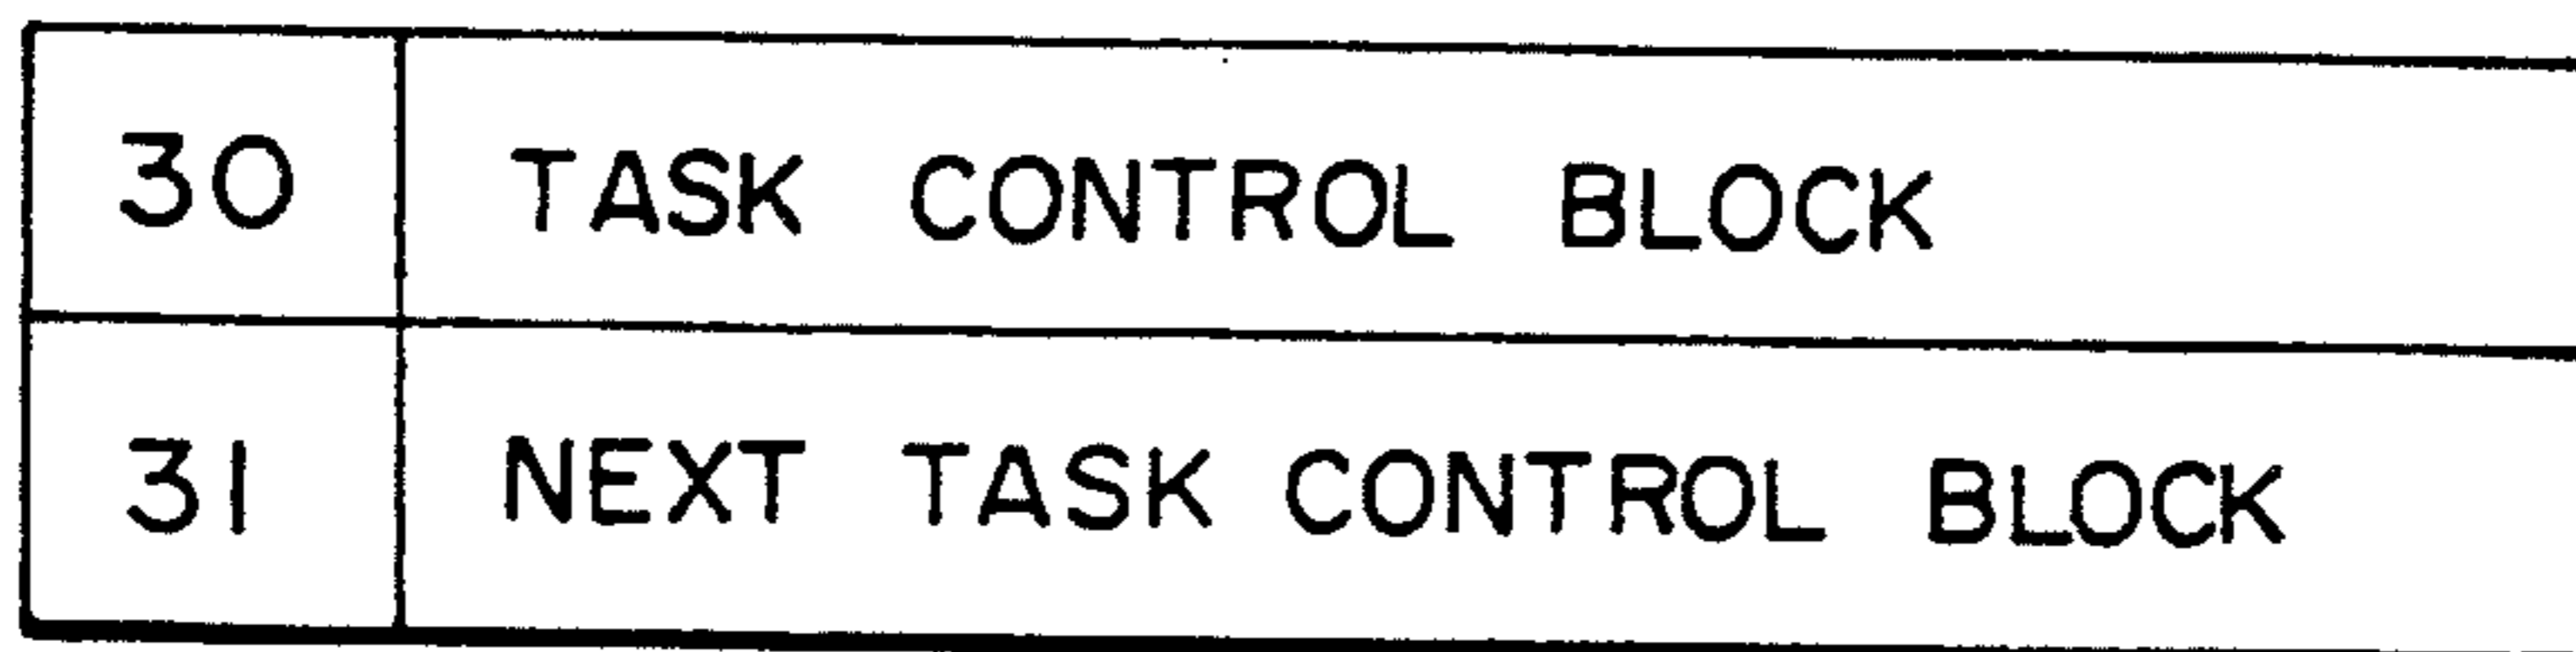 30 TASK CONTROL BLOCK
31 NEXT TASK CONTROL BLOCK